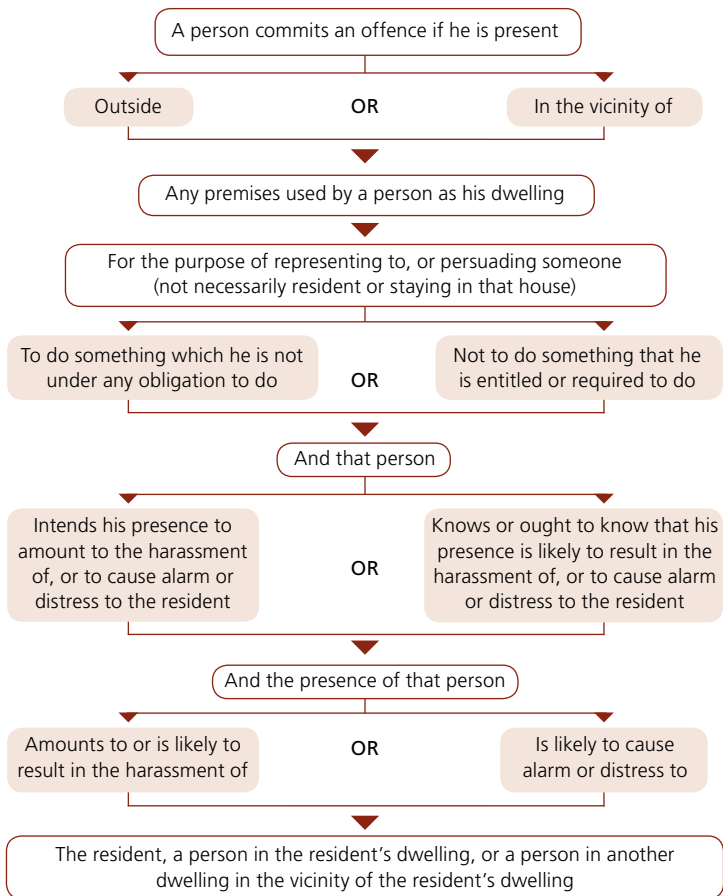 A person commits an offence if he is present
Outside
OR
In the vicinity of
Any premises used by a person as his dwelling
For the purpose of representing to, or persuading someone
(not necessarily resident or staying in that house)
To do something which he is not
under any obligation to do
OR
Not to do something that he
is entitled or required to do
And that person
Intends his presence to
amount to the harassment
of, or to cause alarm or
distress to the resident
OR
Knows or ought to know that his
presence is likely to result in the
harassment of, or to cause alarm
or distress to the resident
And the presence of that person
Amounts to or is likely to
result in the harassment of
OR
Is likely to cause
alarm or distress to
The resident, a person in the resident’s dwelling, or a person in another
dwelling in the vicinity of the resident’s dwelling